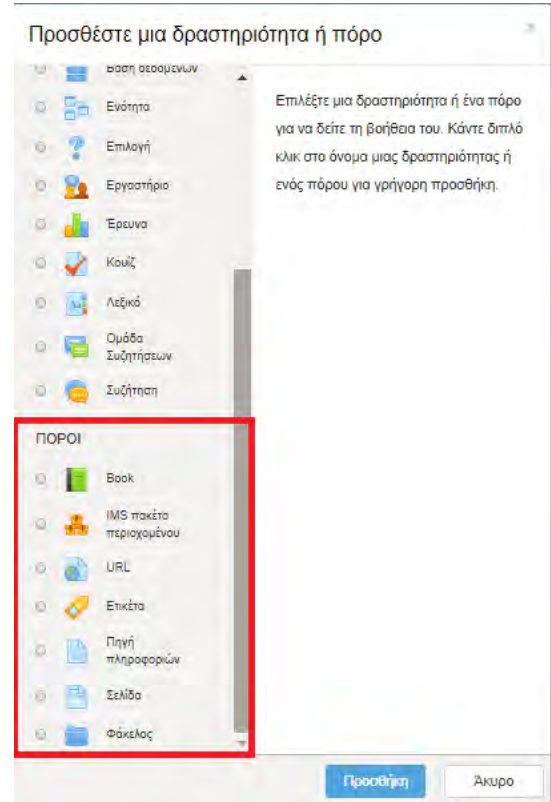 Προσθέστε μια δραστηριότητα ή πόρο
Βάση δεδομένων
Ενότητα
Επιλογή
Εργαστήριο
Έρευνα
Κουίζ
Λεξικό
Ομάδα
Συζητήσεων
Συζήτηση
ΠΟΡΟΙ
Book
IMS πακέτο
περιεχομένου
URL
Ετικέτα
Πηγή
πληροφοριών
Σελίδα
Φάκελος
Επιλέξτε μια δραστηριότητα ή ένα πόρο
για να δείτε τη βοήθεια του. Κάντε διπλό
κλικ στο όνομα μιας δραστηριότητας ή
ενός πόρου για γρήγορη προσθήκη.
Προσθήκη
Άκυρο